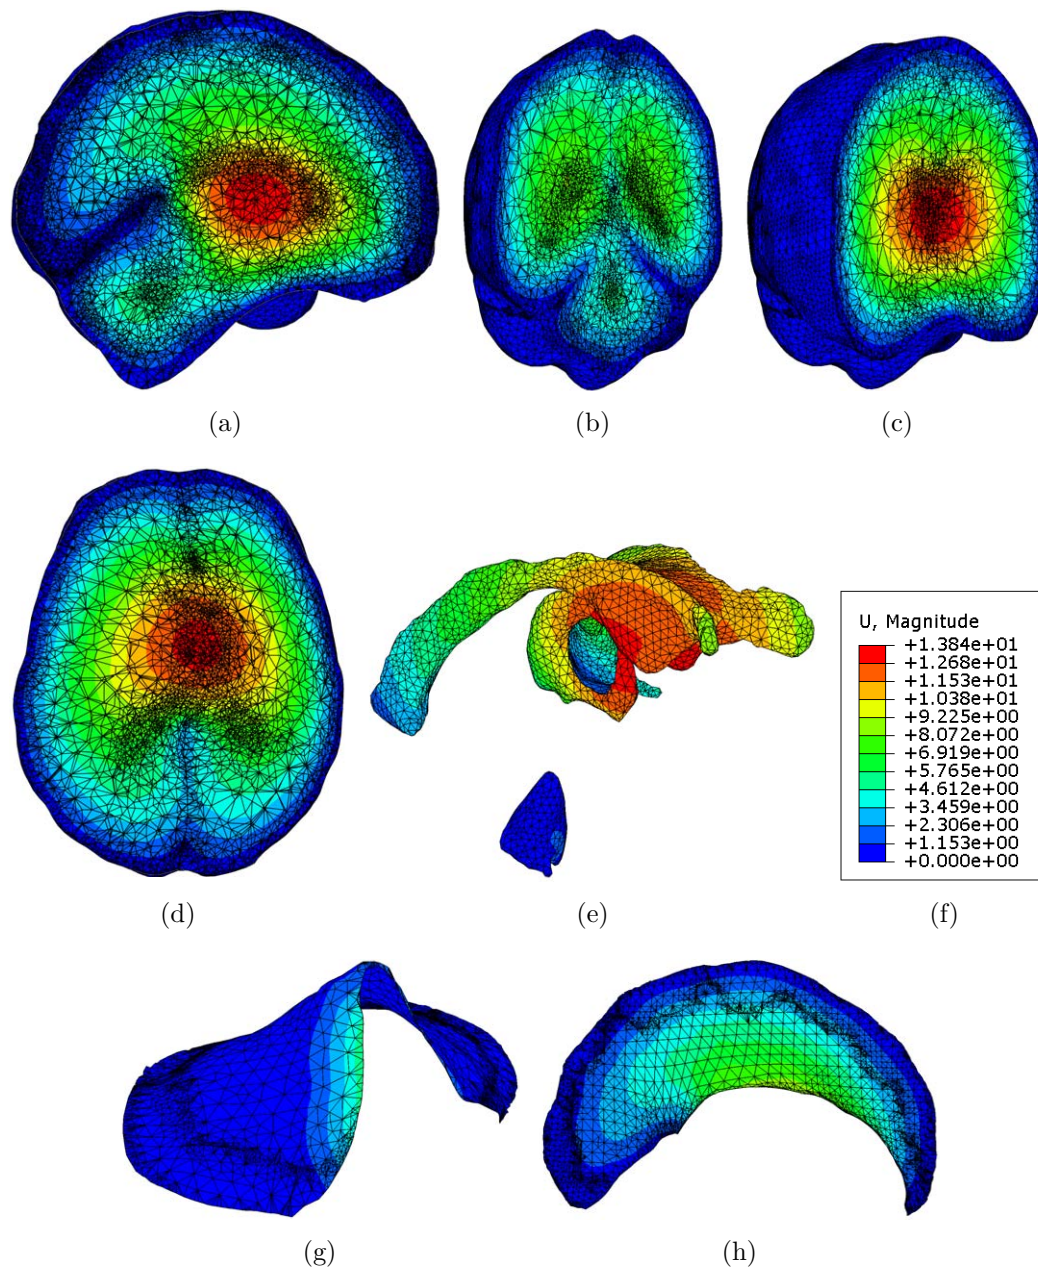 (a)
(b)
(c)
(d)
(e)
U, Magnitude
+1.384e+01
+1.268e+01
+1.153e+01
+1.038e+01
+9.225e+00
+8.072e+00
+6.919e+00
+5.765e+00
+4.612e+00
+3.459e+00
+2.306e+00
+1.153e+00
+0.000e+00
(f)
(g)
(h)